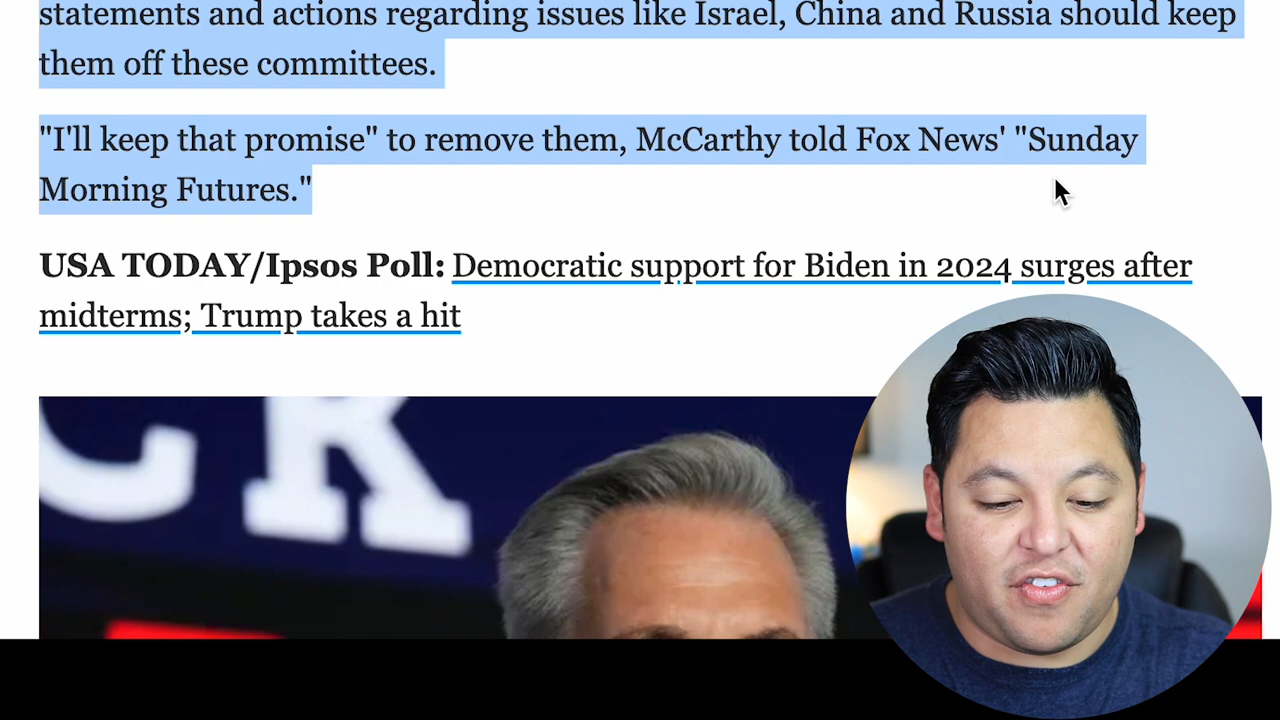 statements and actions regarding issues like Israel, China and Russia should keep
them off these committees.
"I'll keep that promise" to remove them, McCarthy told Fox News' "Sunday
Morning Futures."
USA TODAY/Ipsos Poll: Democratic support for Biden in 2024 surges after
midterms; Trump takes a hit
CR